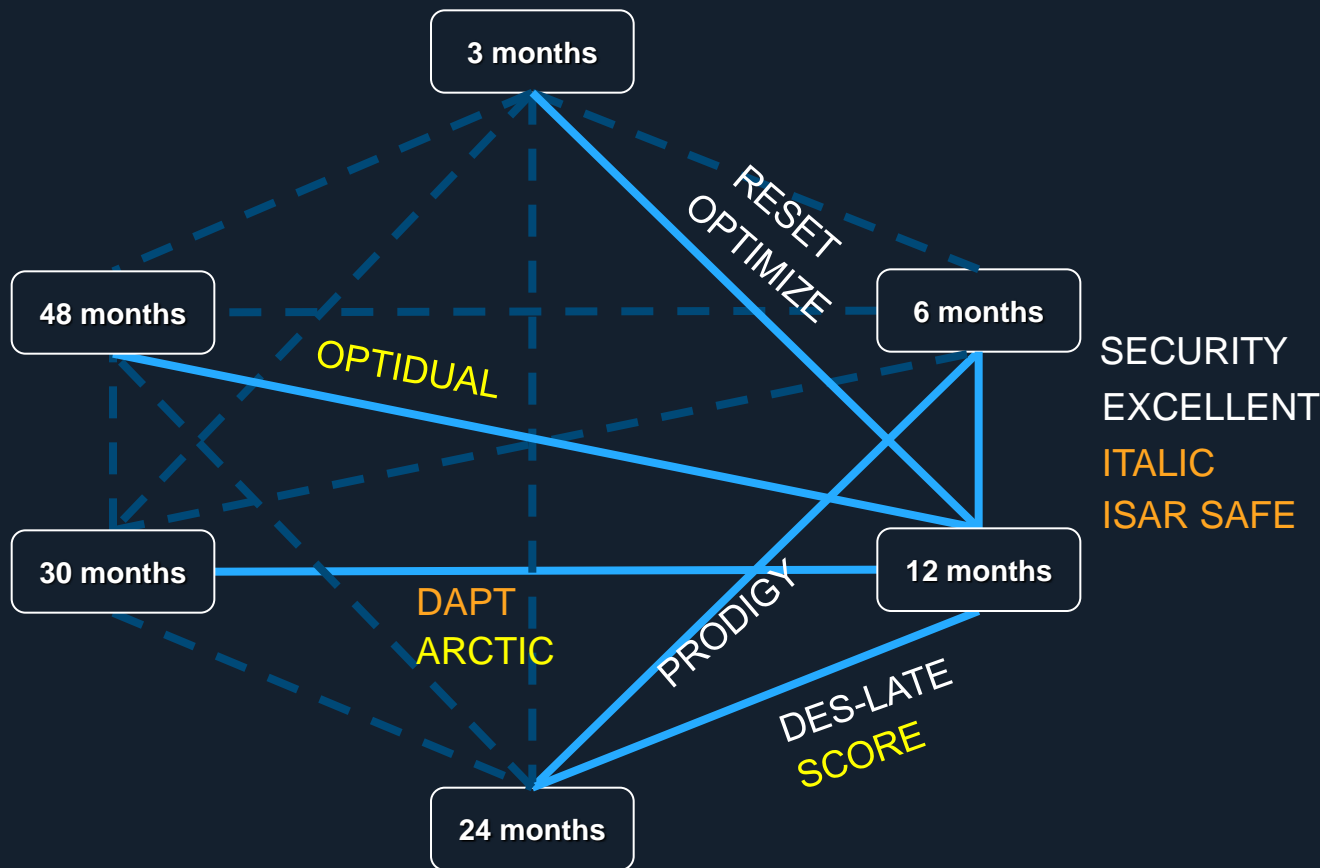 3 months
RESET
OPTIMIZE
48 months
6 months
OPTIDUAL
SECURITY
EXCELLENT
ITALIC
ISAR SAFE
30 months
12 months
DAPT
ARCTIC
PRODIGY
DES-LATE
SCORE
24 months